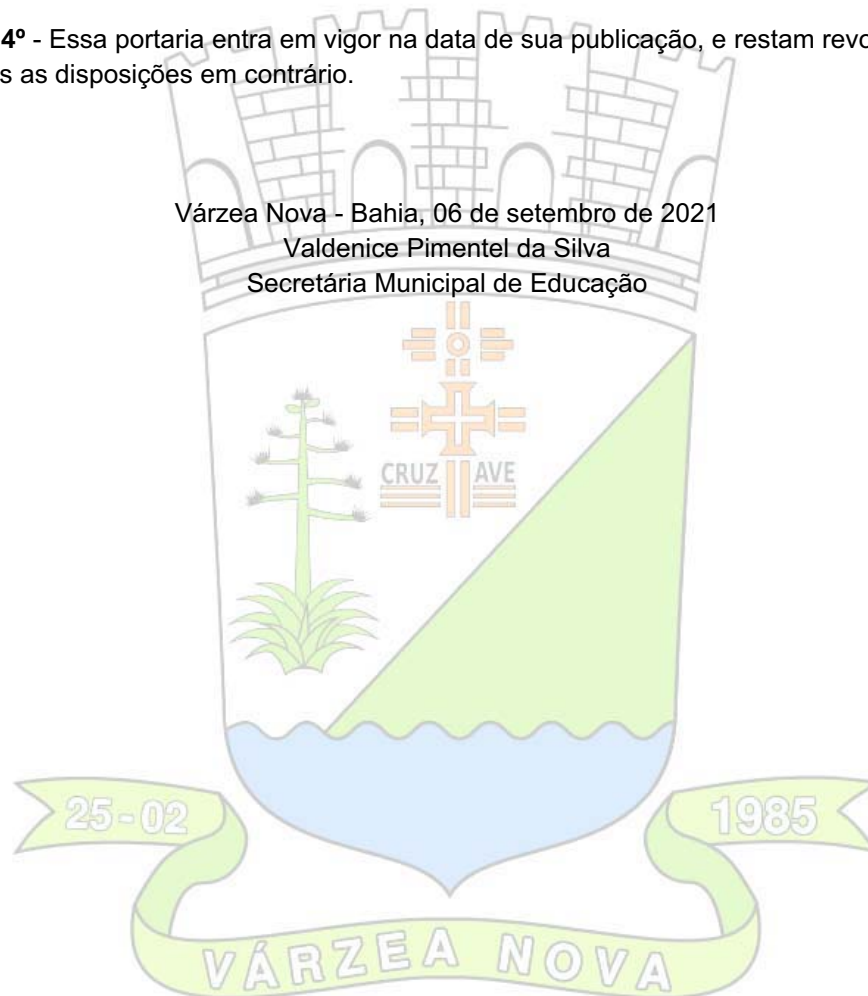 4º - Essa portaria entra em vigor na data de sua publicação, e restam
as disposições em contrário.
Várzea Nova - Bahia, 06 de setembro de 2021
Valdenice Pimentel da Silva
Secretária Municipal de Educação
CRUZ AVE
25-02 1985
VÁRZEA NOVA